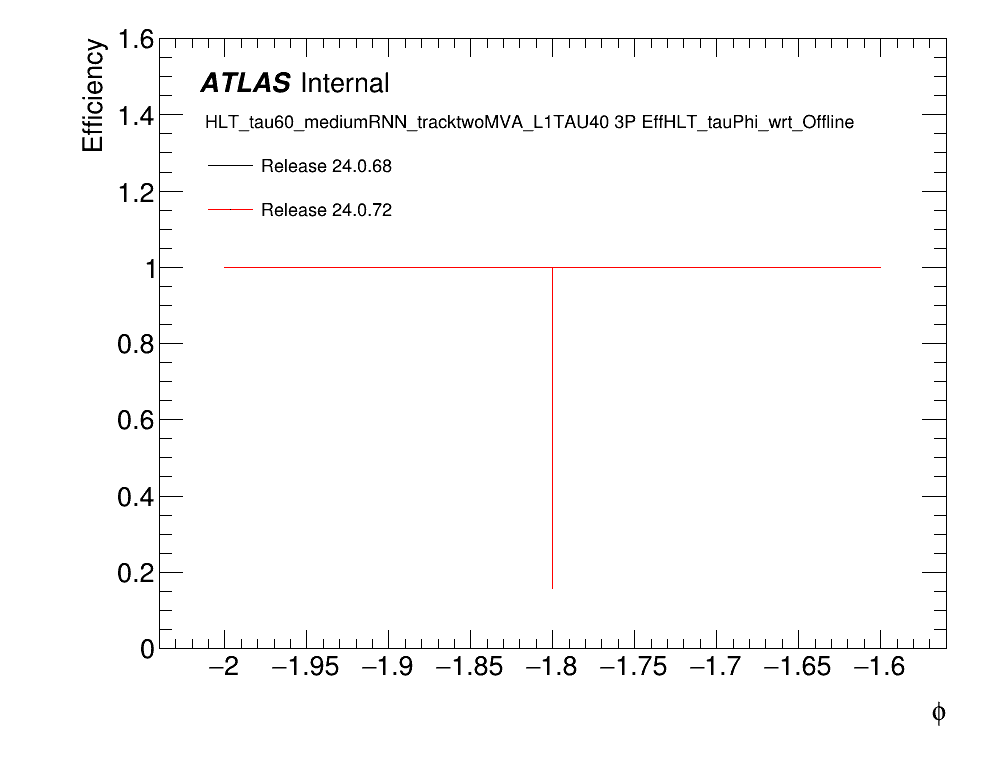 Efficiency
1.6
1.4
1.2
1
0.8
0.6
0.4
0.2
0
ATLAS Internal
HLT_tau60_mediumRNN_tracktwoMVA_L1TAU40 3P EffHLT_tauPhi_wrt_Offline
Release 24.0.68
Release 24.0.72
−2 −1.95 −1.9 −1.85 −1.8 −1.75 −1.7 −1.65 −1.6
ϕ